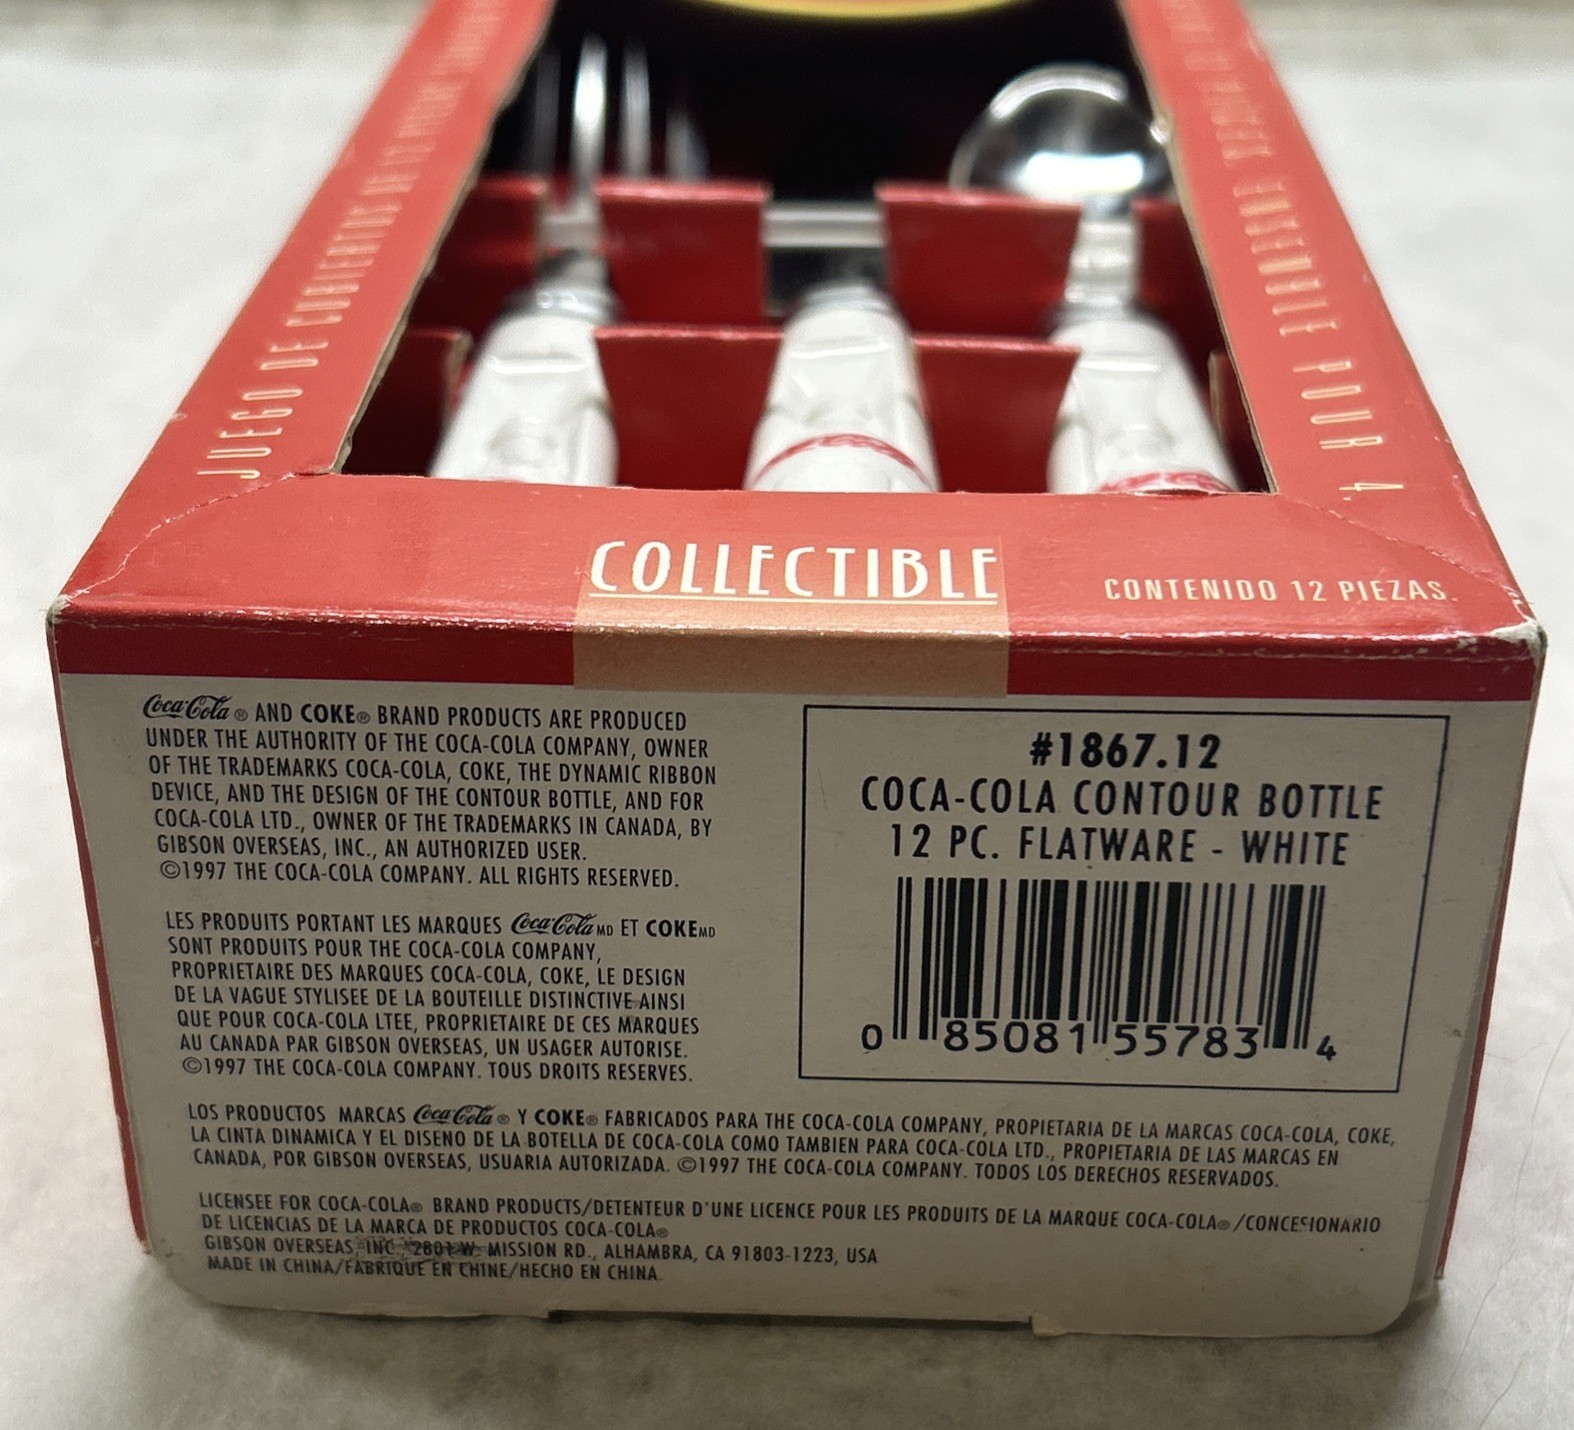 JUEGO DE CUBIERTOS DE
ENSEMBLE POUR 4.
COLLECTIBLE
CONTENIDO 12 PIEZAS.
Coca-Cola ® AND COKE® BRAND PRODUCTS ARE PRODUCED
UNDER THE AUTHORITY OF THE COCA-COLA COMPANY, OWNER
OF THE TRADEMARKS COCA-COLA, COKE, THE DYNAMIC RIBBON
DEVICE, AND THE DESIGN OF THE CONTOUR BOTTLE, AND FOR
COCA-COLA LTD., OWNER OF THE TRADEMARKS IN CANADA, BY
GIBSON OVERSEAS, INC., AN AUTHORIZED USER.
©1997 THE COCA-COLA COMPANY. ALL RIGHTS RESERVED.
LES PRODUITS PORTANT LES MARQUES Coca-Cola MD ET COKEMD
SONT PRODUITS POUR THE COCA-COLA COMPANY,
PROPRIETAIRE DES MARQUES COCA-COLA, COKE, LE DESIGN
DE LA VAGUE STYLISEE DE LA BOUTEILLE DISTINCTIVE AINSI
QUE POUR COCA-COLA LTEE, PROPRIETAIRE DE CES MARQUES
AU CANADA PAR GIBSON OVERSEAS, UN USAGER AUTORISE.
©1997 THE COCA-COLA COMPANY. TOUS DROITS RESERVES.
#1867.12
COCA-COLA CONTOUR BOTTLE
12 PC. FLATWARE - WHITE
0 85081 55783 4
LOS PRODUCTOS MARCAS Coca-Cola ® Y COKE® FABRICADOS PARA THE COCA-COLA COMPANY, PROPIETARIA DE LA MARCAS COCA-COLA, COKE,
LA CINTA DINAMICA Y EL DISENO DE LA BOTELLA DE COCA-COLA COMO TAMBIEN PARA COCA-COLA LTD., PROPIETARIA DE LAS MARCAS EN
CANADA, POR GIBSON OVERSEAS, USUARIA AUTORIZADA. ©1997 THE COCA-COLA COMPANY. TODOS LOS DERECHOS RESERVADOS.
LICENSEE FOR COCA-COLA® BRAND PRODUCTS/DETENTEUR D'UNE LICENCE POUR LES PRODUITS DE LA MARQUE COCA-COLA®/CONCESIONARIO
DE LICENCIAS DE LA MARCA DE PRODUCTOS COCA-COLA®
GIBSON OVERSEAS, INC., 2801 W. MISSION RD., ALHAMBRA, CA 91803-1223, USA
MADE IN CHINA/FABRIQUE EN CHINE/HECHO EN CHINA.